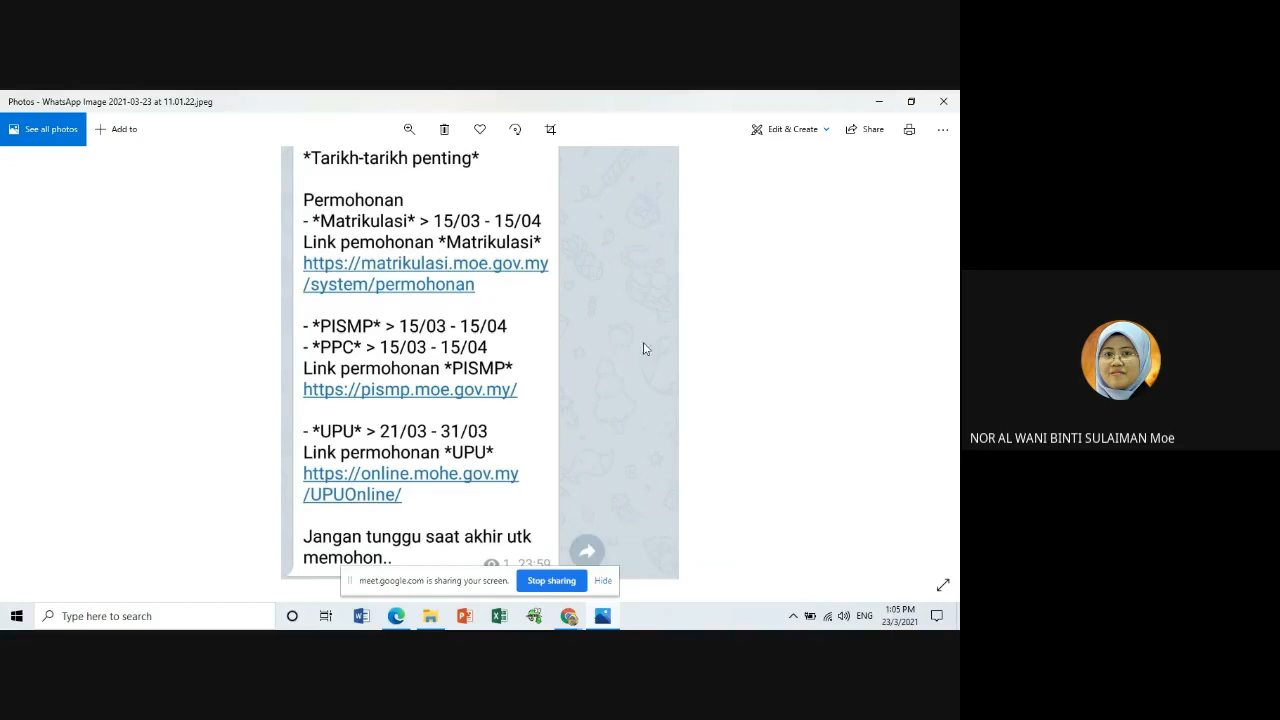 Photos - WhatsApp Image 2021-03-23 at 11.01.22.jpeg
See all photos
Add to
Edit & Create
Share
*Tarikh-tarikh penting*
Permohonan
- *Matrikulasi* > 15/03 - 15/04
Link pemohonan *Matrikulasi*
https://matrikulasi.moe.gov.my
/system/permohonan
- *PISMP* > 15/03 - 15/04
- *PPC* > 15/03 - 15/04
Link permohonan *PISMP*
https://pismp.moe.gov.my/
- *UPU* > 21/03 - 31/03
Link permohonan *UPU*
https://online.mohe.gov.my
/UPUOnline/
Jangan tunggu saat akhir utk
memohon..
1 23:59
meet.google.com is sharing your screen.
Stop sharing
Hide
Type here to search
ENG
1:05 PM
23/3/2021
NOR AL WANI BINTI SULAIMAN Moe